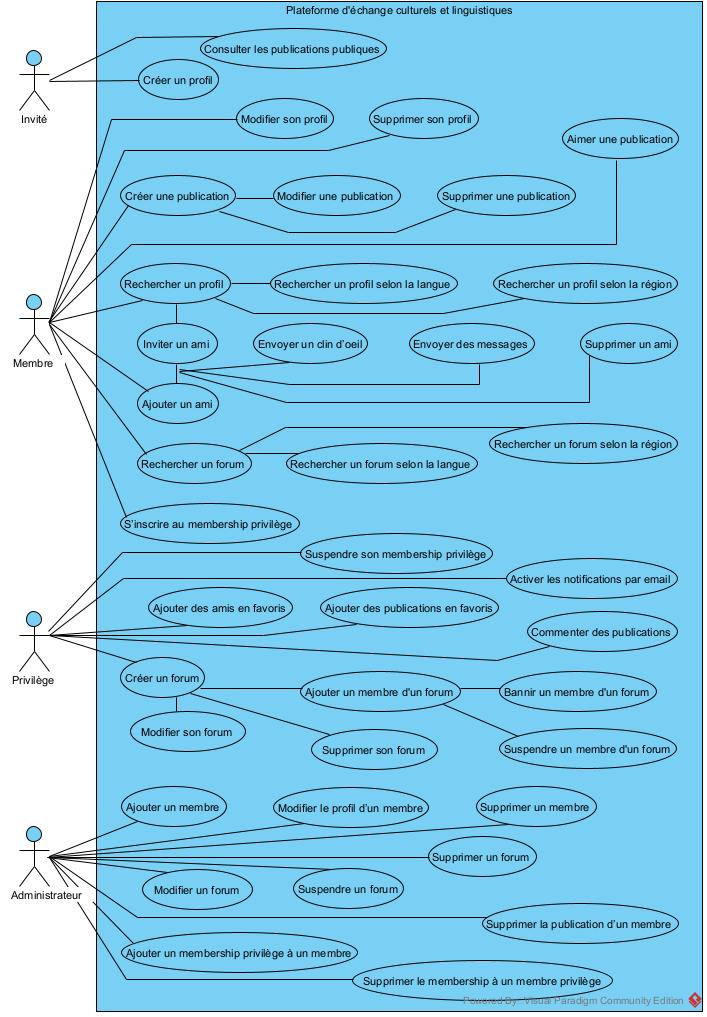 Plateforme d'échange culturels et linguistiques
Consulter les publications publiques
Créer un profil
Invité
Modifier son profil
Supprimer son profil
Aimer une publication
Créer une publication
Modifier une publication
Supprimer une publication
Rechercher un profil
Rechercher un profil selon la langue
Rechercher un profil selon la région
Inviter un ami
Envoyer un clin d'oeil
Envoyer des messages
Supprimer un ami
Membre
Ajouter un ami
Rechercher un forum
Rechercher un forum selon la langue
Rechercher un forum selon la région
S'inscrire au membership privilège
Suspendre son membership privilège
Activer les notifications par email
Ajouter des amis en favoris
Ajouter des publications en favoris
Commenter des publications
Privilège
Créer un forum
Ajouter un membre d'un forum
Bannir un membre d'un forum
Modifier son forum
Supprimer son forum
Suspendre un membre d'un forum
Ajouter un membre
Modifier le profil d'un membre
Supprimer un membre
Supprimer un forum
Administrateur
Modifier un forum
Suspendre un forum
Supprimer la publication d'un membre
Ajouter un membership privilège à un membre
Supprimer le membership à un membre privilège
Powered By: Visual Paradigm Community Edition